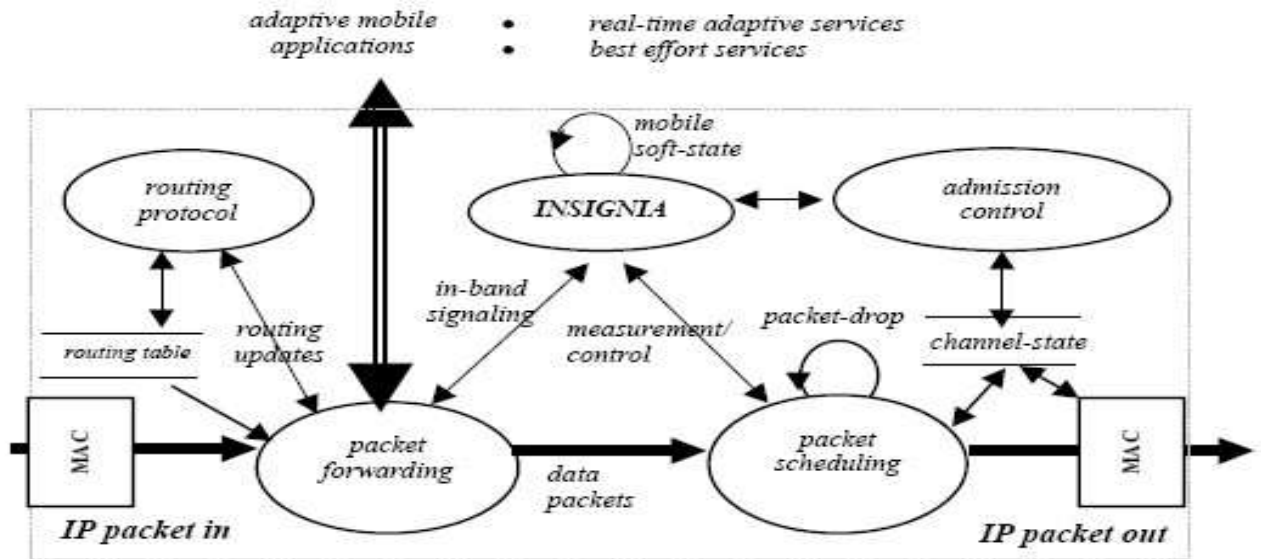 adaptive mobile
applications
• real-time adaptive services
• best effort services
mobile
soft-state
routing
protocol
INSIGNIA
admission
control
in-band
signaling
routing
updates
measurement/
control
packet-drop
routing table
channel-state
MAC
packet
forwarding
data
packets
packet
scheduling
MAC
IP packet in
IP packet out